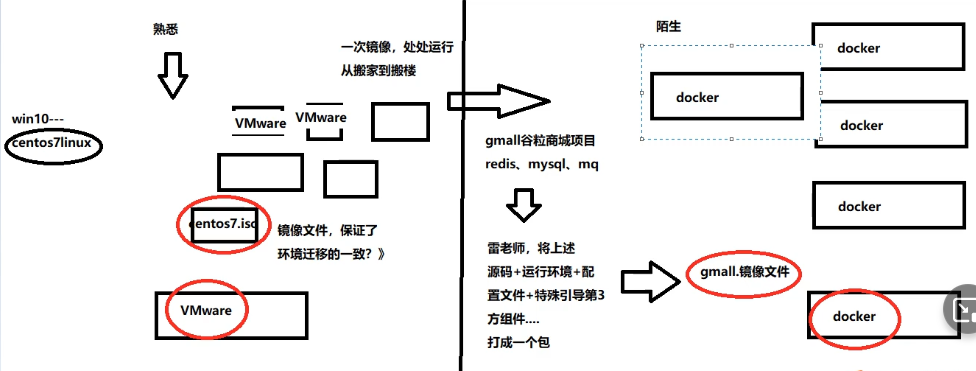 熟悉
一次镜像，处处运行
从搬家到搬楼
win10---
centos7linux
VMware
VMware
centos7.iso
镜像文件，保证了
环境迁移的一致？》
VMware
陌生
docker
docker
docker
docker
gmall谷粒商城项目
redis、mysql、mq
雷老师，将上述
源码+运行环境+配
置文件+特殊引导第3
方组件....
打成一个包
gmall.镜像文件
docker